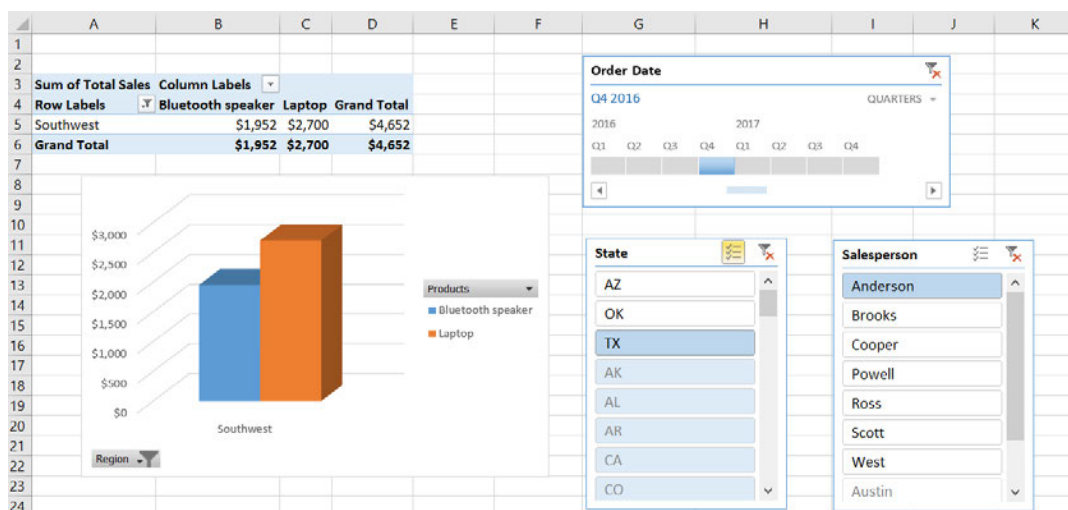 A B C D E F G H I J K
1
2
3 Sum of Total Sales Column Labels
4 Row Labels Bluetooth speaker Laptop Grand Total
5 Southwest $1,952 $2,700 $4,652
6 Grand Total $1,952 $2,700 $4,652
7
8
9
10
11
12
13
14
15
16
17
18
19
20
21
22
23
24
$3,000
$2,500
$2,000
$1,500
$1,000
$500
$0
Southwest
Region
Products
Bluetooth speaker
Laptop
Order Date
Q4 2016 QUARTERS
2016 2017
Q1 Q2 Q3 Q4 Q1 Q2 Q3 Q4
State
AZ
OK
TX
AK
AL
AR
CA
CO
Salesperson
Anderson
Brooks
Cooper
Powell
Ross
Scott
West
Austin